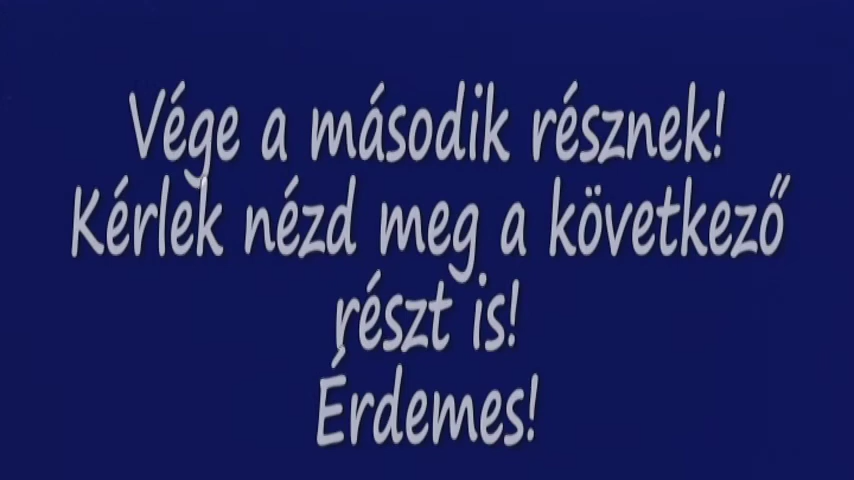 Vége a második résznek!
Kérlek nézd meg a következő
részt is!
Érdemes!